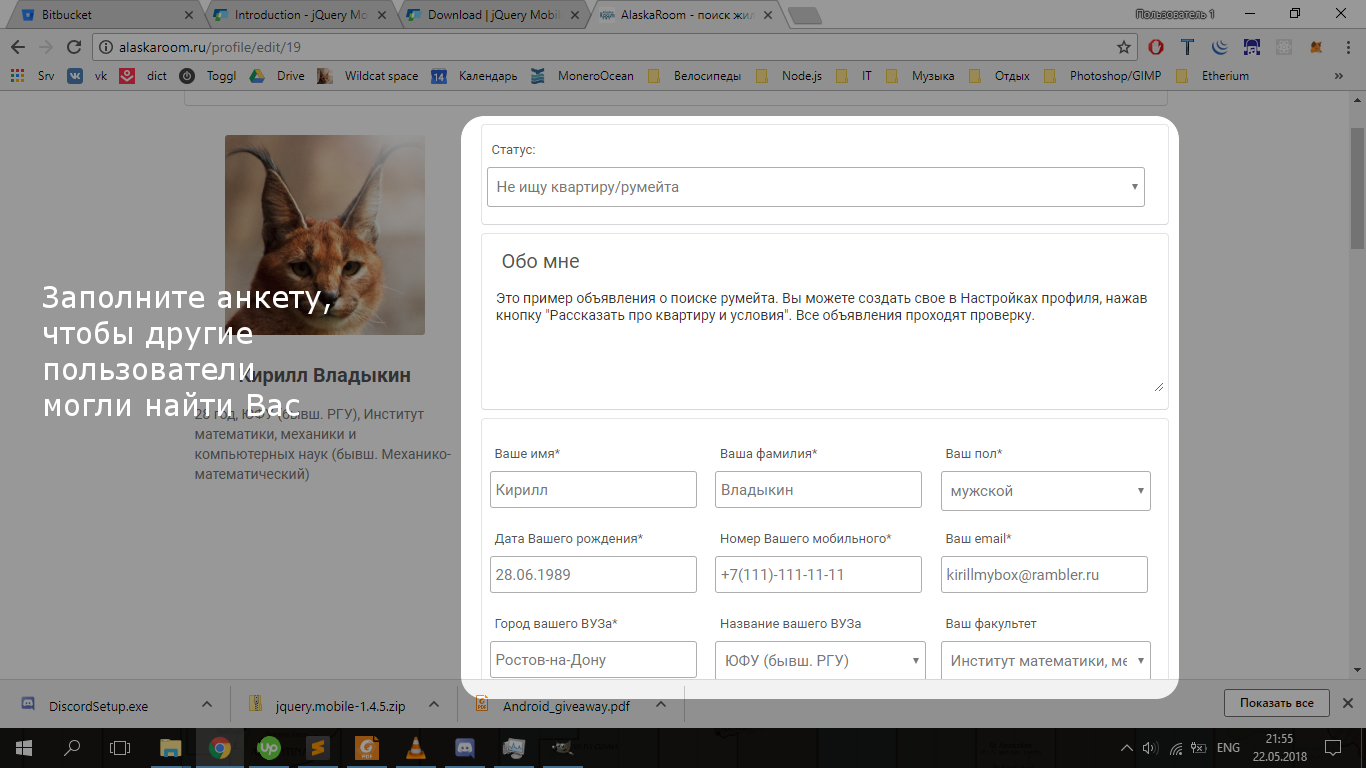 Bitbucket
Introduction - jQuery Mo
Download | jQuery Mobil
AlaskaRoom - поиск жил
Пользователь 1
alaskaroom.ru/profile/edit/19
Srv
vk
dict
Toggl
Drive
Wildcat space
14
Календарь
MoneroOcean
Велосипеды
Node.js
IT
Музыка
Отдых
Photoshop/GIMP
Etherium
»
Статус:
Не ищу квартиру/румейта
Обо мне
Это пример объявления о поиске румейта. Вы можете создать свое в Настройках профиля, нажав
кнопку "Рассказать про квартиру и условия". Все объявления проходят проверку.
Заполните анкету,
чтобы другие
пользователи
могли найти Вас
Кирилл Владыкин
28 год, ЮФУ (бывш. РГУ), Институт
математики, механики и
компьютерных наук (бывш. Механико-
математический)
Ваше имя*
Ваша фамилия*
Ваш пол*
Кирилл
Владыкин
мужской
Дата Вашего рождения*
Номер Вашего мобильного*
Ваш email*
28.06.1989
+7(111)-111-11-11
kirillmybox@rambler.ru
Город вашего ВУЗа*
Название вашего ВУЗа
Ваш факультет
Ростов-на-Дону
ЮФУ (бывш. РГУ)
Институт математики, ме
DiscordSetup.exe
jquery.mobile-1.4.5.zip
Android_giveaway.pdf
Показать все
ENG
21:55
22.05.2018